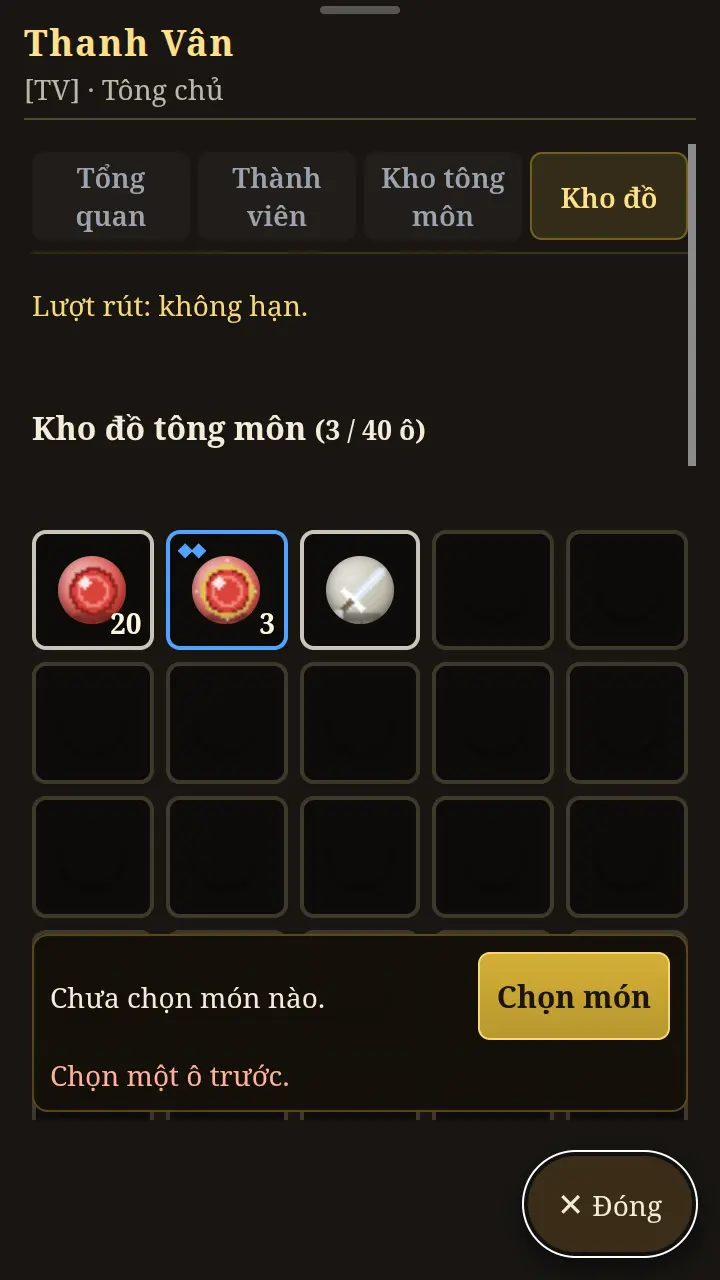 Thanh Vân
[TV] · Tông chủ
Tổng
quan
Thành
viên
Kho tông
môn
Kho đồ
Lượt rút: không hạn.
Kho đồ tông môn (3 / 40 ô)
20
3
Chưa chọn món nào.
Chọn món
Chọn một ô trước.
✕ Đóng